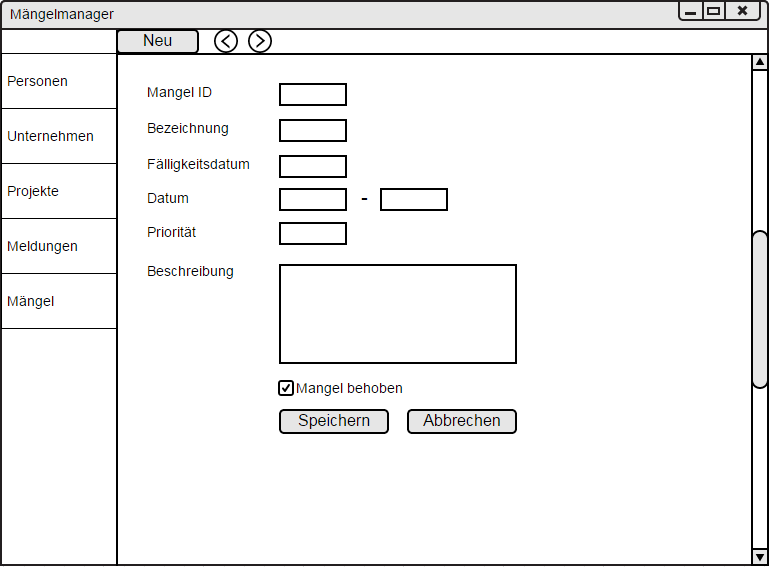 Mängelmanager
Neu
Personen
Unternehmen
Projekte
Meldungen
Mängel
Mangel ID
Bezeichnung
Fälligkeitsdatum
Datum -
Priorität
Beschreibung
Mangel behoben
Speichern Abbrechen